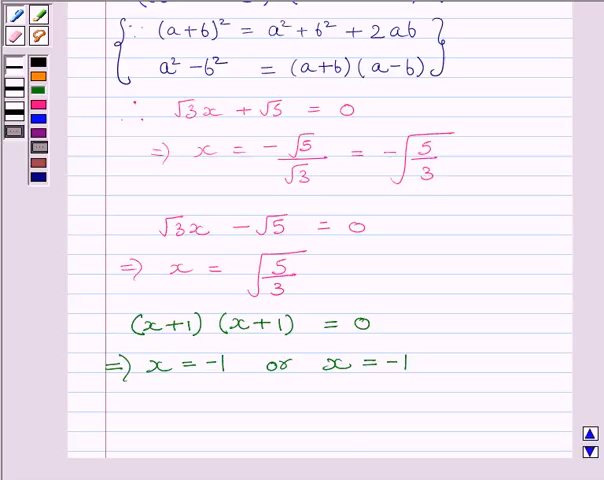 ∵ (a+b)² = a² + b² + 2ab
a² - b² = (a+b)(a-b)
∴ √3x + √5 = 0
⇒ x = -√5/√3 = -√(5/3)
√3x - √5 = 0
⇒ x = √(5/3)
(x+1)(x+1) = 0
⇒ x = -1 or x = -1